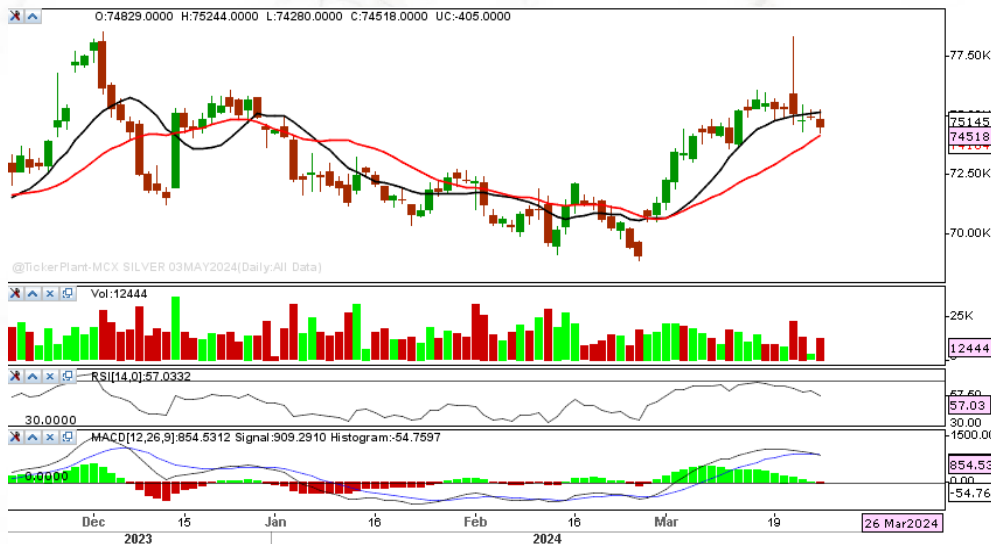 O:74829.0000 H:75244.0000 L:74280.0000 C:74518.0000 UC:-405.0000
77.50K
75145
74518
72.50K
70.00K
@TickerPlant-MCX SILVER 03MAY2024(Daily:All Data)
Vol:12444
25K
12444
RSI[14,0]:57.0332
57.03
30.0000
30.00
MACD[12,26,9]:854.5312 Signal:909.2910 Histogram:-54.7597
1500.00
854.53
0.0000
0.00
-54.76
Dec 15 Jan 16 Feb 16 Mar 19 26 Mar2024
2023 2024